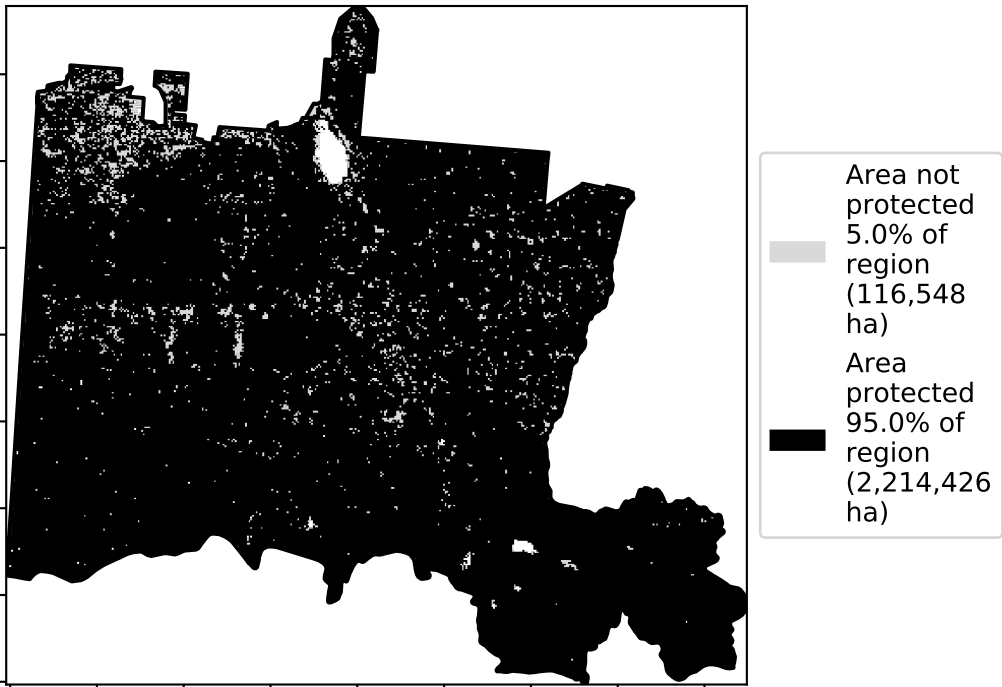 Area not
protected
5.0% of
region
(116,548
ha)
Area
protected
95.0% of
region
(2,214,426
ha)